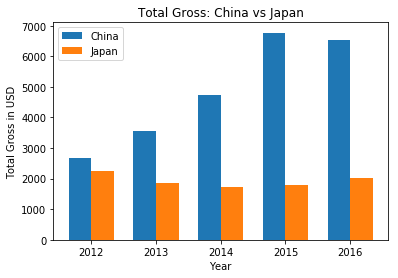 Total Gross: China vs Japan
China
Japan
Total Gross in USD
7000
6000
5000
4000
3000
2000
1000
0
2012 2013 2014 2015 2016
Year